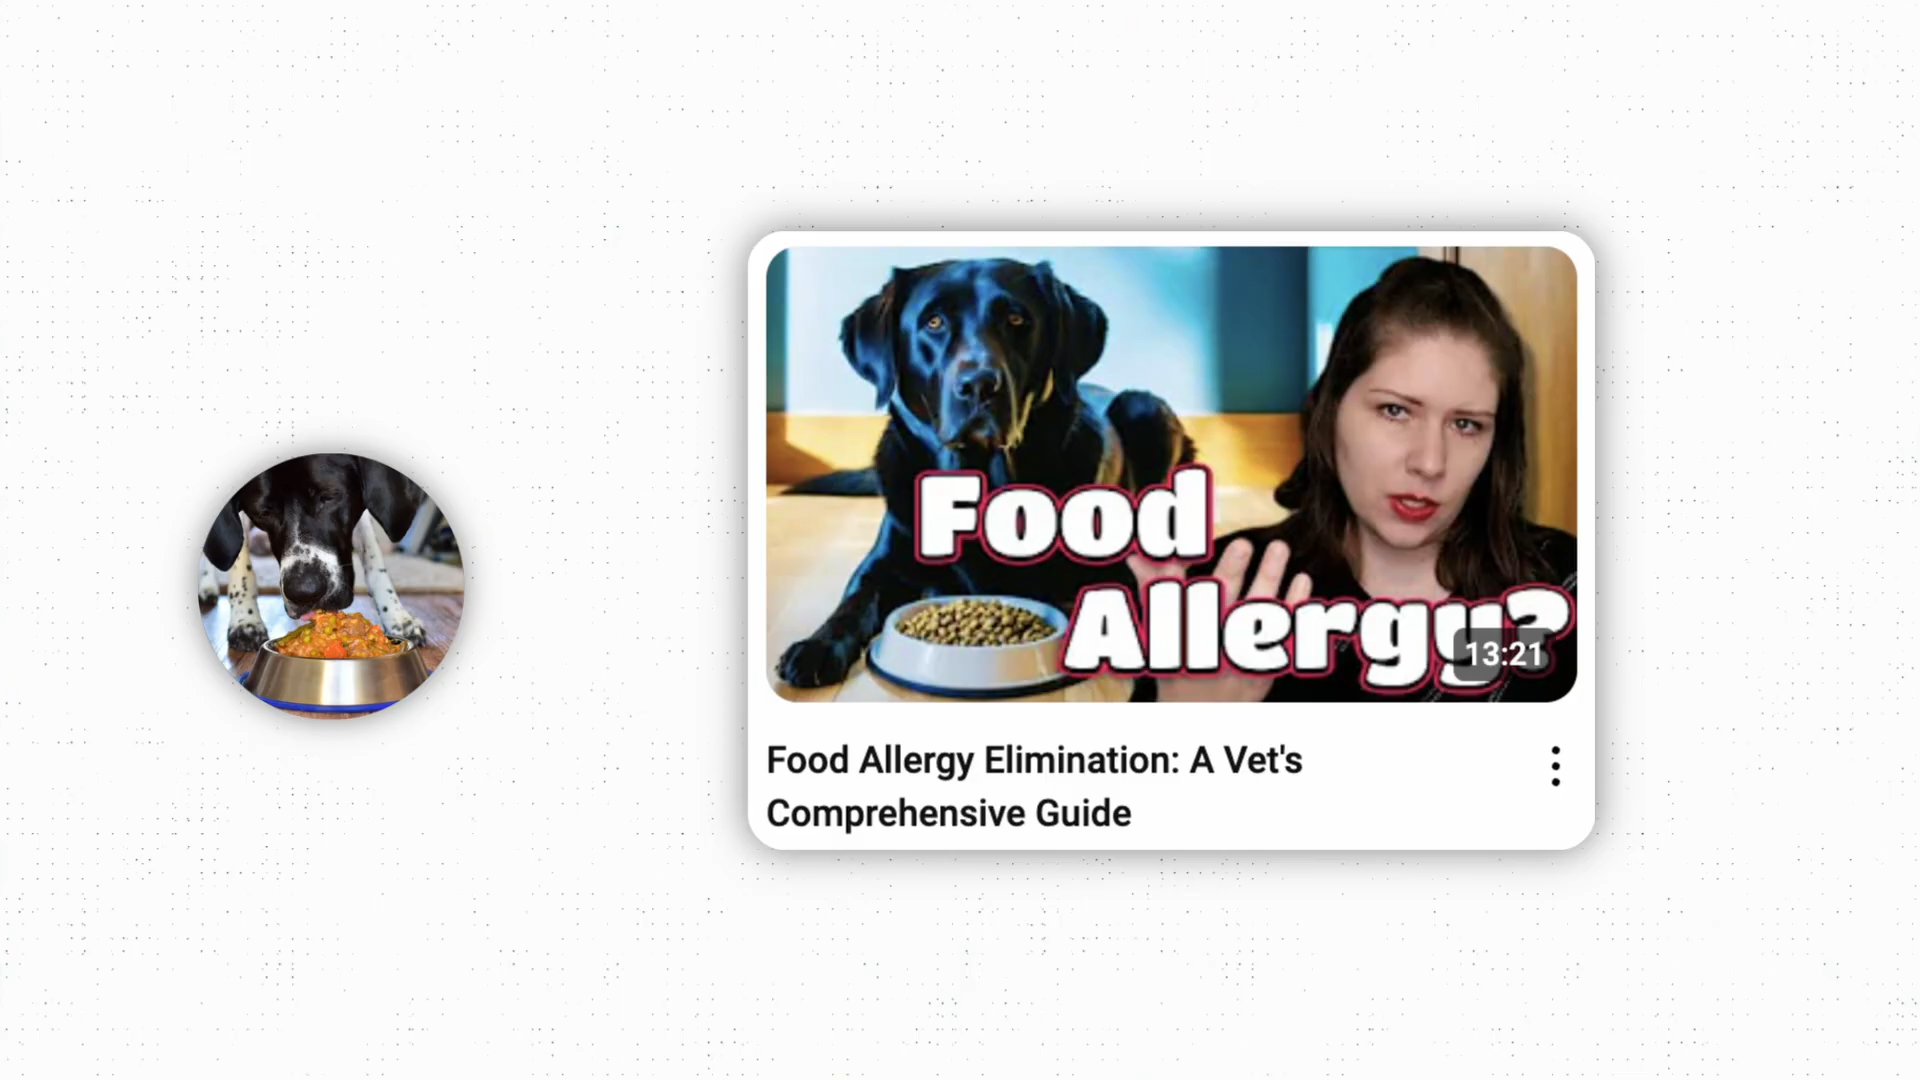 Food
Allergy?
13:21
Food Allergy Elimination: A Vet's
Comprehensive Guide